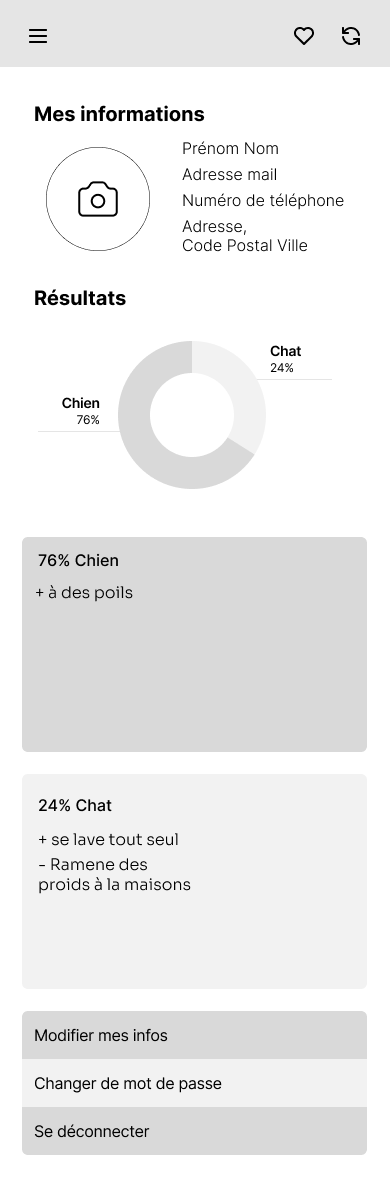 Mes informations
Prénom Nom
Adresse mail
Numéro de téléphone
Adresse,
Code Postal Ville
Résultats
Chat
24%
Chien
76%
76% Chien
+ à des poils
24% Chat
+ se lave tout seul
- Ramene des
proids à la maisons
Modifier mes infos
Changer de mot de passe
Se déconnecter